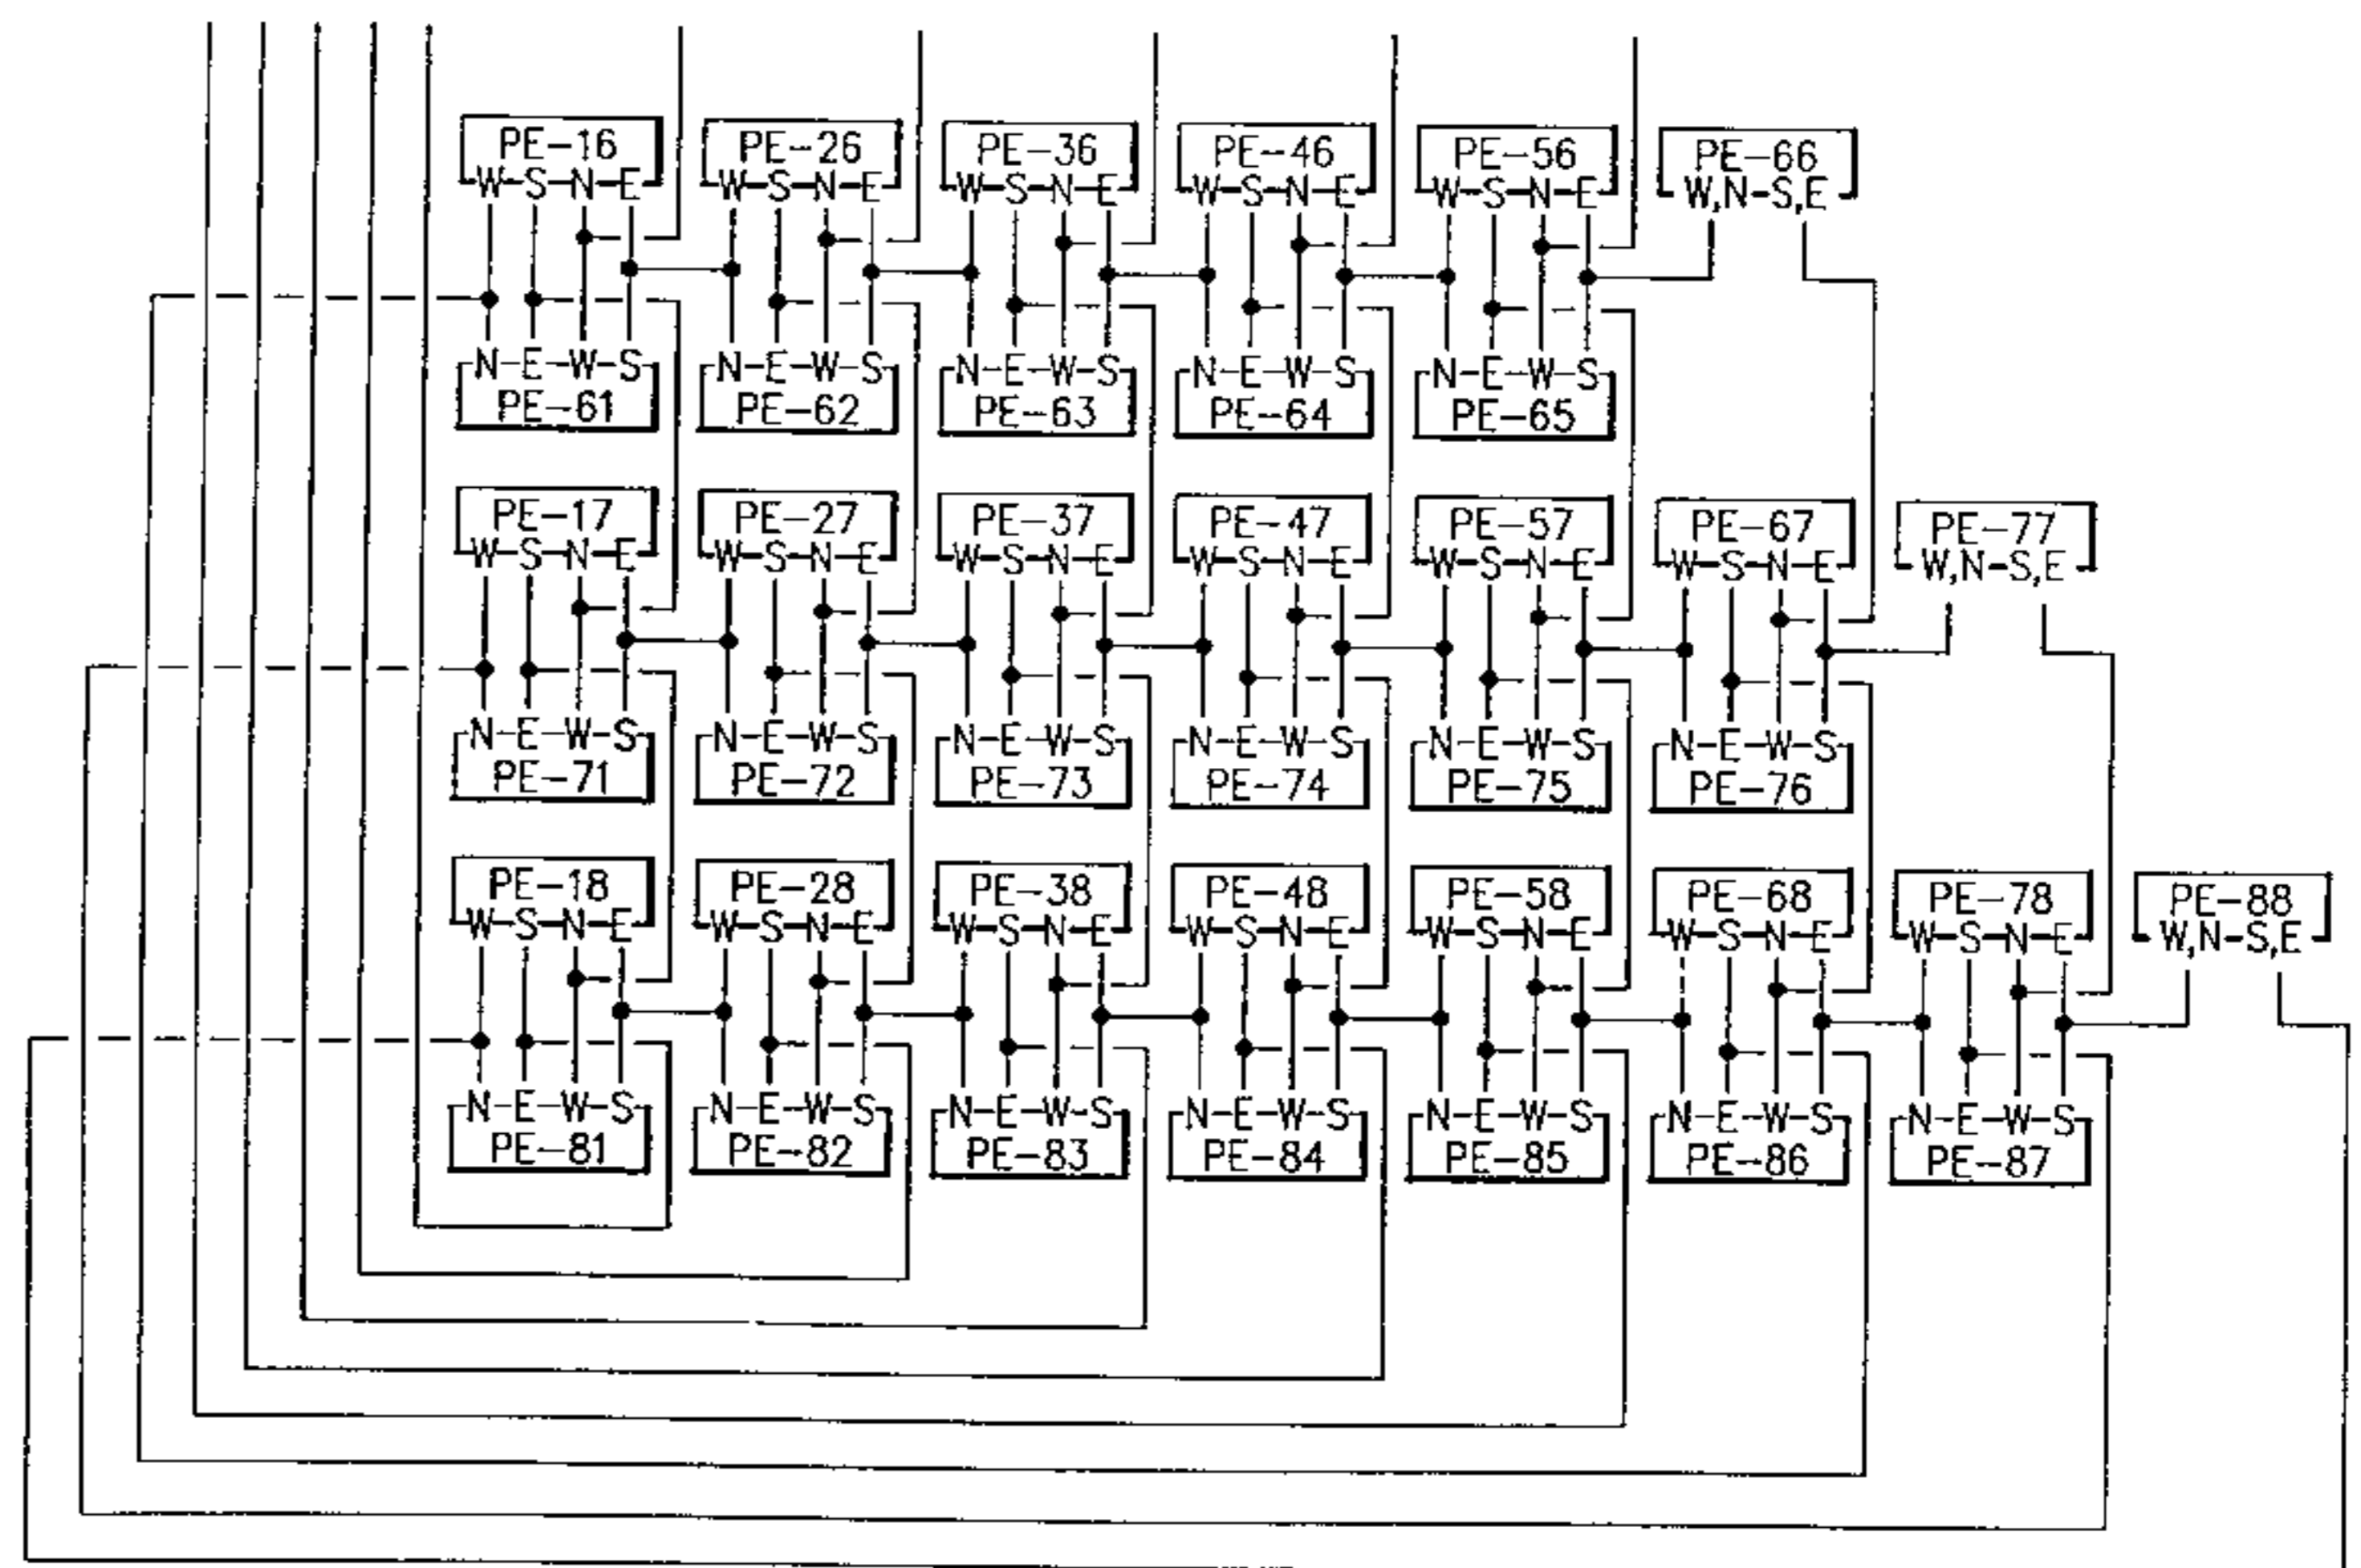 PE-16 PE-26 PE-36 PE-46 PE-56 PE-66
W-S-N-E W-S-N-E W-S-N-E W-S-N-E W-S-N-E W,N-S,E
N-E-W-S N-E-W-S N-E-W-S N-E-W-S N-E-W-S
PE-61 PE-62 PE-63 PE-64 PE-65
PE-17 PE-27 PE-37 PE-47 PE-57 PE-67 PE-77
W-S-N-E W-S-N-E W-S-N-E W-S-N-E W-S-N-E W-S-N-E W,N-S,E
N-E-W-S N-E-W-S N-E-W-S N-E-W-S N-E-W-S N-E-W-S
PE-71 PE-72 PE-73 PE-74 PE-75 PE-76
PE-18 PE-28 PE-38 PE-48 PE-58 PE-68 PE-78 PE-88
W-S-N-E W-S-N-E W-S-N-E W-S-N-E W-S-N-E W-S-N-E W-S-N-E W,N-S,E
N-E-W-S N-E-W-S N-E-W-S N-E-W-S N-E-W-S N-E-W-S N-E-W-S
PE-81 PE-82 PE-83 PE-84 PE-85 PE-86 PE-87